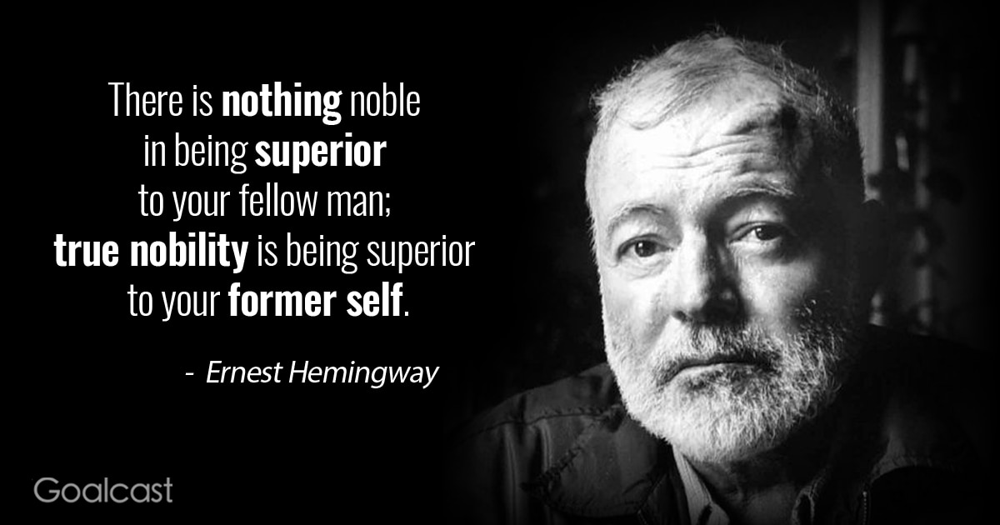 There is nothing noble
in being superior
to your fellow man;
true nobility is being superior
to your former self.
- Ernest Hemingway
Goalcast